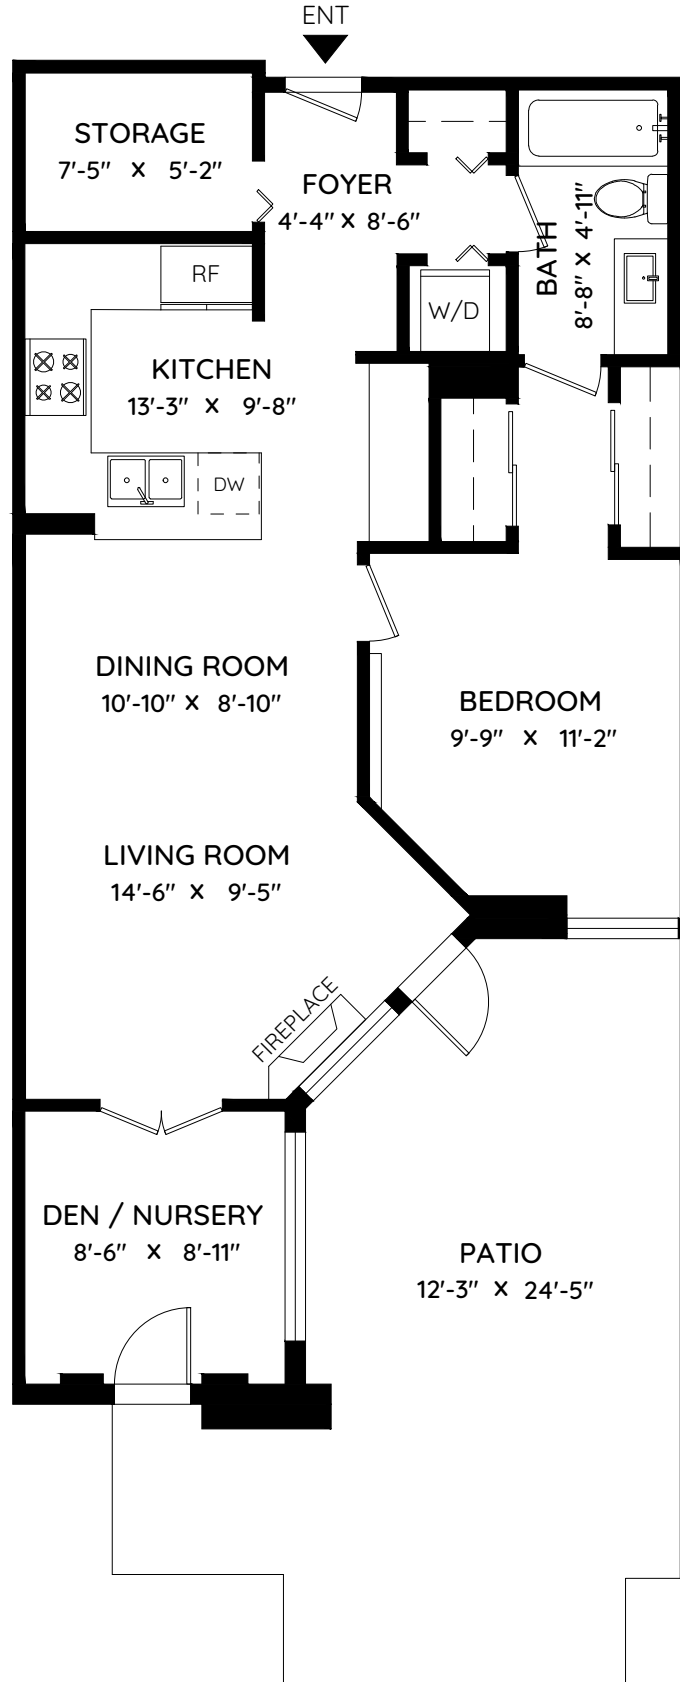 ENT
STORAGE
7'-5" X 5'-2"
FOYER
4'-4" X 8'-6"
BATH
8'-8" X 4'-11"
RF
W/D
KITCHEN
13'-3" X 9'-8"
DW
DINING ROOM
10'-10" X 8'-10"
BEDROOM
9'-9" X 11'-2"
LIVING ROOM
14'-6" X 9'-5"
FIREPLACE
DEN / NURSERY
8'-6" X 8'-11"
PATIO
12'-3" X 24'-5"